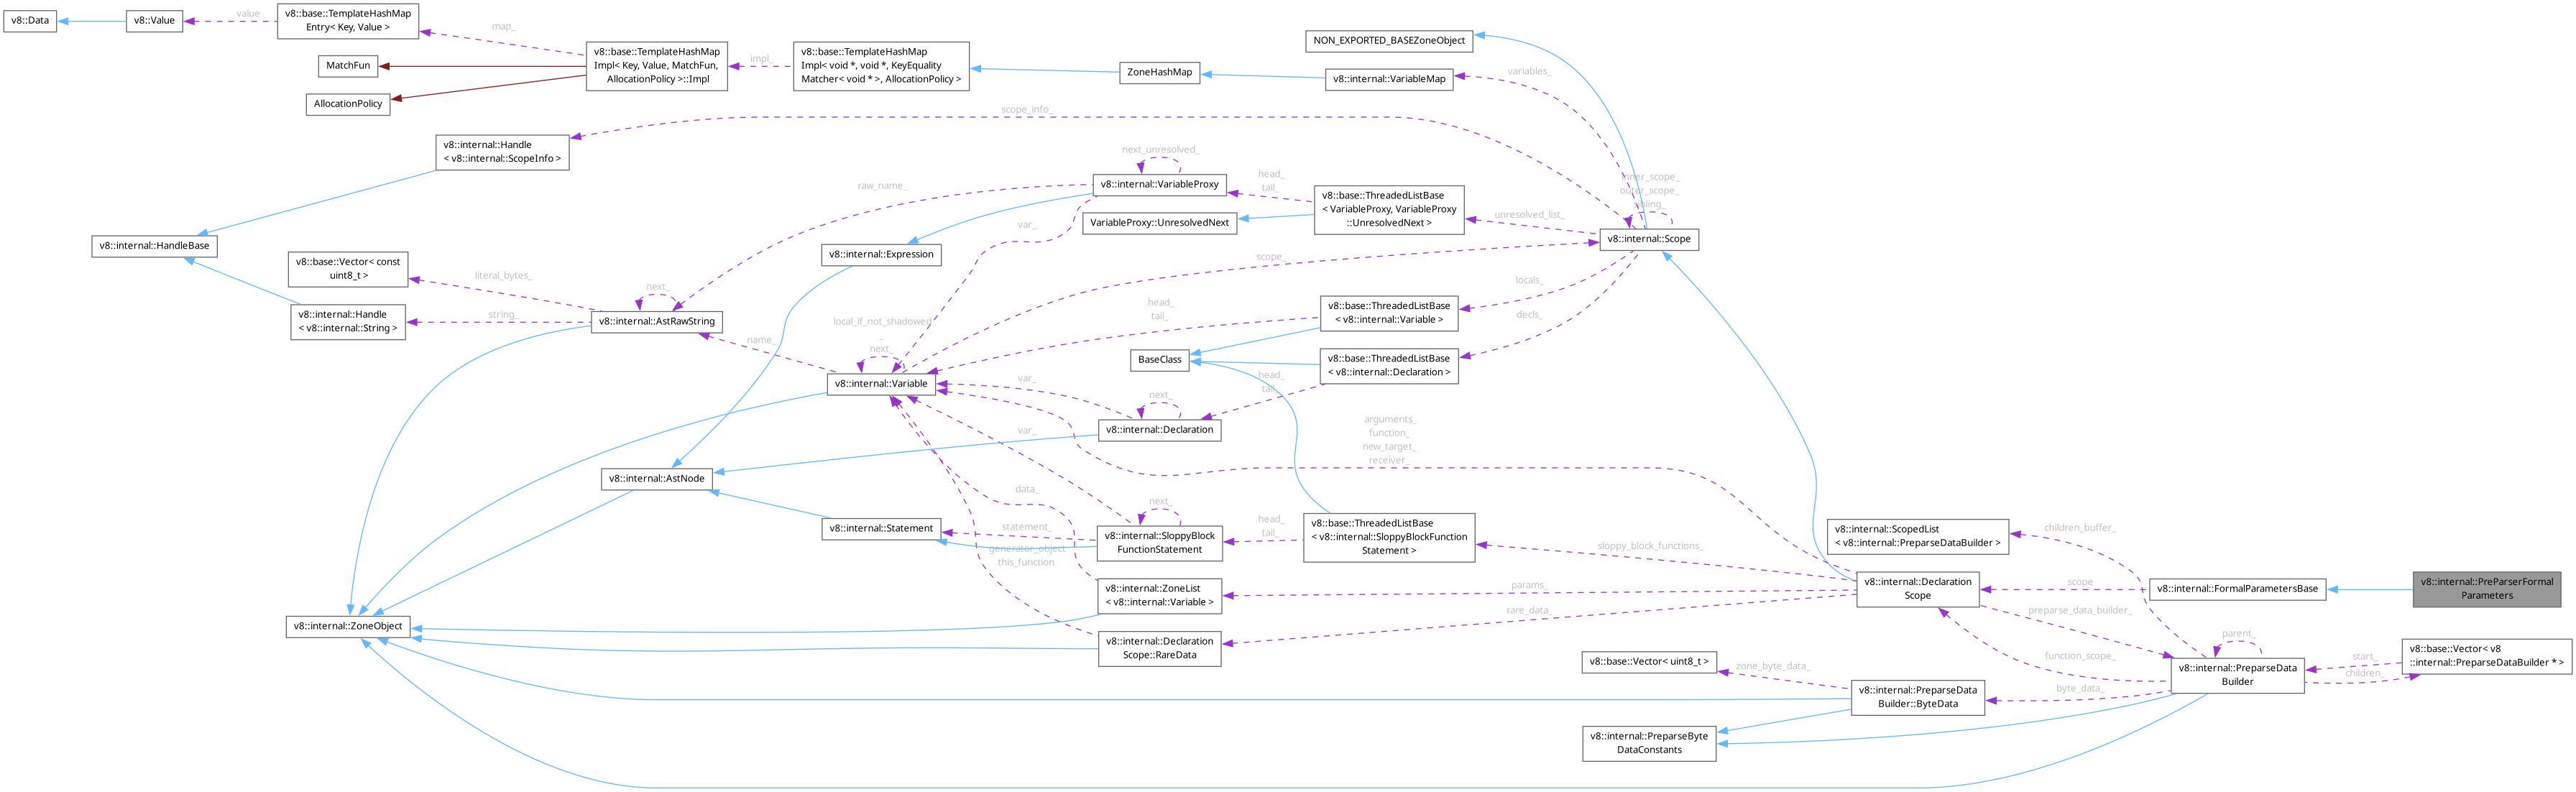 v8::Data
v8::Value
value
v8::base::TemplateHashMap
Entry< Key, Value >
map_
MatchFun
AllocationPolicy
v8::base::TemplateHashMap
Impl< Key, Value, MatchFun,
AllocationPolicy >::Impl
impl_
v8::base::TemplateHashMap
Impl< void *, void *, KeyEquality
Matcher< void * >, AllocationPolicy >
ZoneHashMap
NON_EXPORTED_BASEZoneObject
v8::internal::VariableMap
variables_
scope_info_
v8::internal::Handle
< v8::internal::ScopeInfo >
next_unresolved_
raw_name_
v8::internal::VariableProxy
head_
tail_
v8::base::ThreadedListBase
< VariableProxy, VariableProxy
::UnresolvedNext >
VariableProxy::UnresolvedNext
unresolved_list_
inner_scope_
outer_scope_
sibling_
v8::internal::Scope
v8::internal::HandleBase
v8::base::Vector< const
uint8_t >
literal_bytes_
v8::internal::Handle
< v8::internal::String >
string_
next_
v8::internal::AstRawString
v8::internal::Expression
var_
scope_
name_
local_if_not_shadowed
_
next_
v8::internal::Variable
head_
tail_
v8::base::ThreadedListBase
< v8::internal::Variable >
locals_
decls_
BaseClass
v8::base::ThreadedListBase
< v8::internal::Declaration >
head_
tail_
var_
next_
v8::internal::Declaration
arguments_
function_
new_target_
receiver_
var_
v8::internal::AstNode
data_
next_
v8::internal::Statement
statement_
v8::internal::SloppyBlock
FunctionStatement
head_
tail_
v8::base::ThreadedListBase
< v8::internal::SloppyBlockFunction
Statement >
sloppy_block_functions_
generator_object
this_function
v8::internal::ZoneList
< v8::internal::Variable >
params_
v8::internal::ZoneObject
v8::internal::Declaration
Scope::RareData
rare_data_
v8::internal::ScopedList
< v8::internal::PreparseDataBuilder >
children_buffer_
v8::internal::Declaration
Scope
scope
v8::internal::FormalParametersBase
v8::internal::PreParserFormal
Parameters
preparse_data_builder_
function_scope_
parent_
v8::internal::PreparseData
Builder
start_
children_
v8::base::Vector< v8
::internal::PreparseDataBuilder * >
v8::base::Vector< uint8_t >
zone_byte_data_
v8::internal::PreparseData
Builder::ByteData
byte_data_
v8::internal::PreparseByte
DataConstants